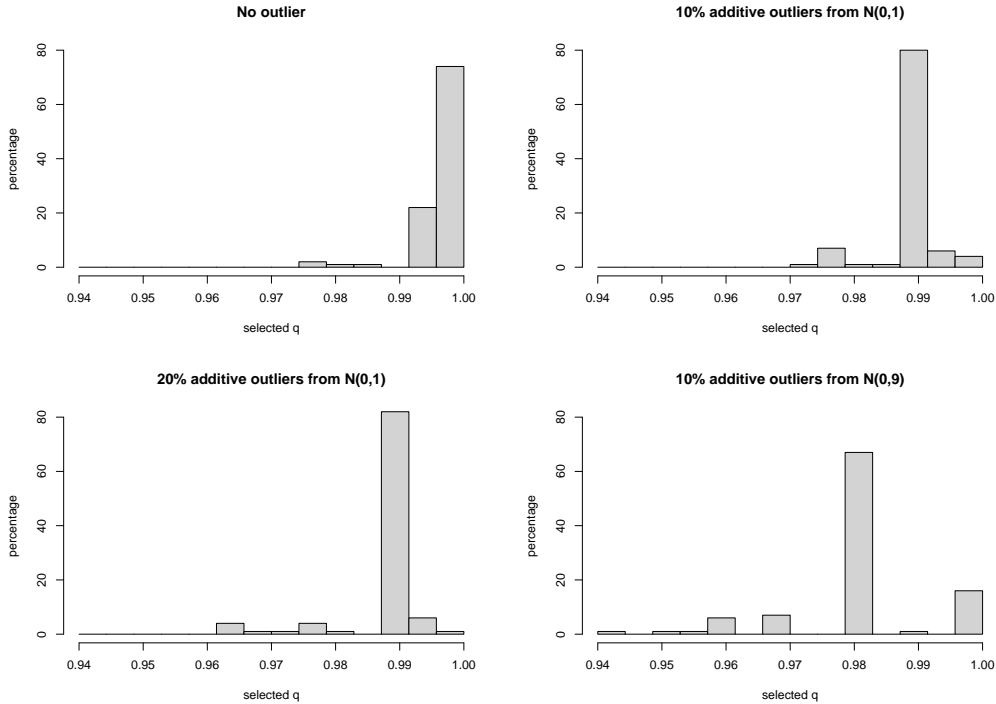 No outlier
percentage
0 20 40 60 80
0.94 0.95 0.96 0.97 0.98 0.99 1.00
selected q
10% additive outliers from N(0,1)
percentage
0 20 40 60 80
0.94 0.95 0.96 0.97 0.98 0.99 1.00
selected q
20% additive outliers from N(0,1)
percentage
0 20 40 60 80
0.94 0.95 0.96 0.97 0.98 0.99 1.00
selected q
10% additive outliers from N(0,9)
percentage
0 20 40 60 80
0.94 0.95 0.96 0.97 0.98 0.99 1.00
selected q